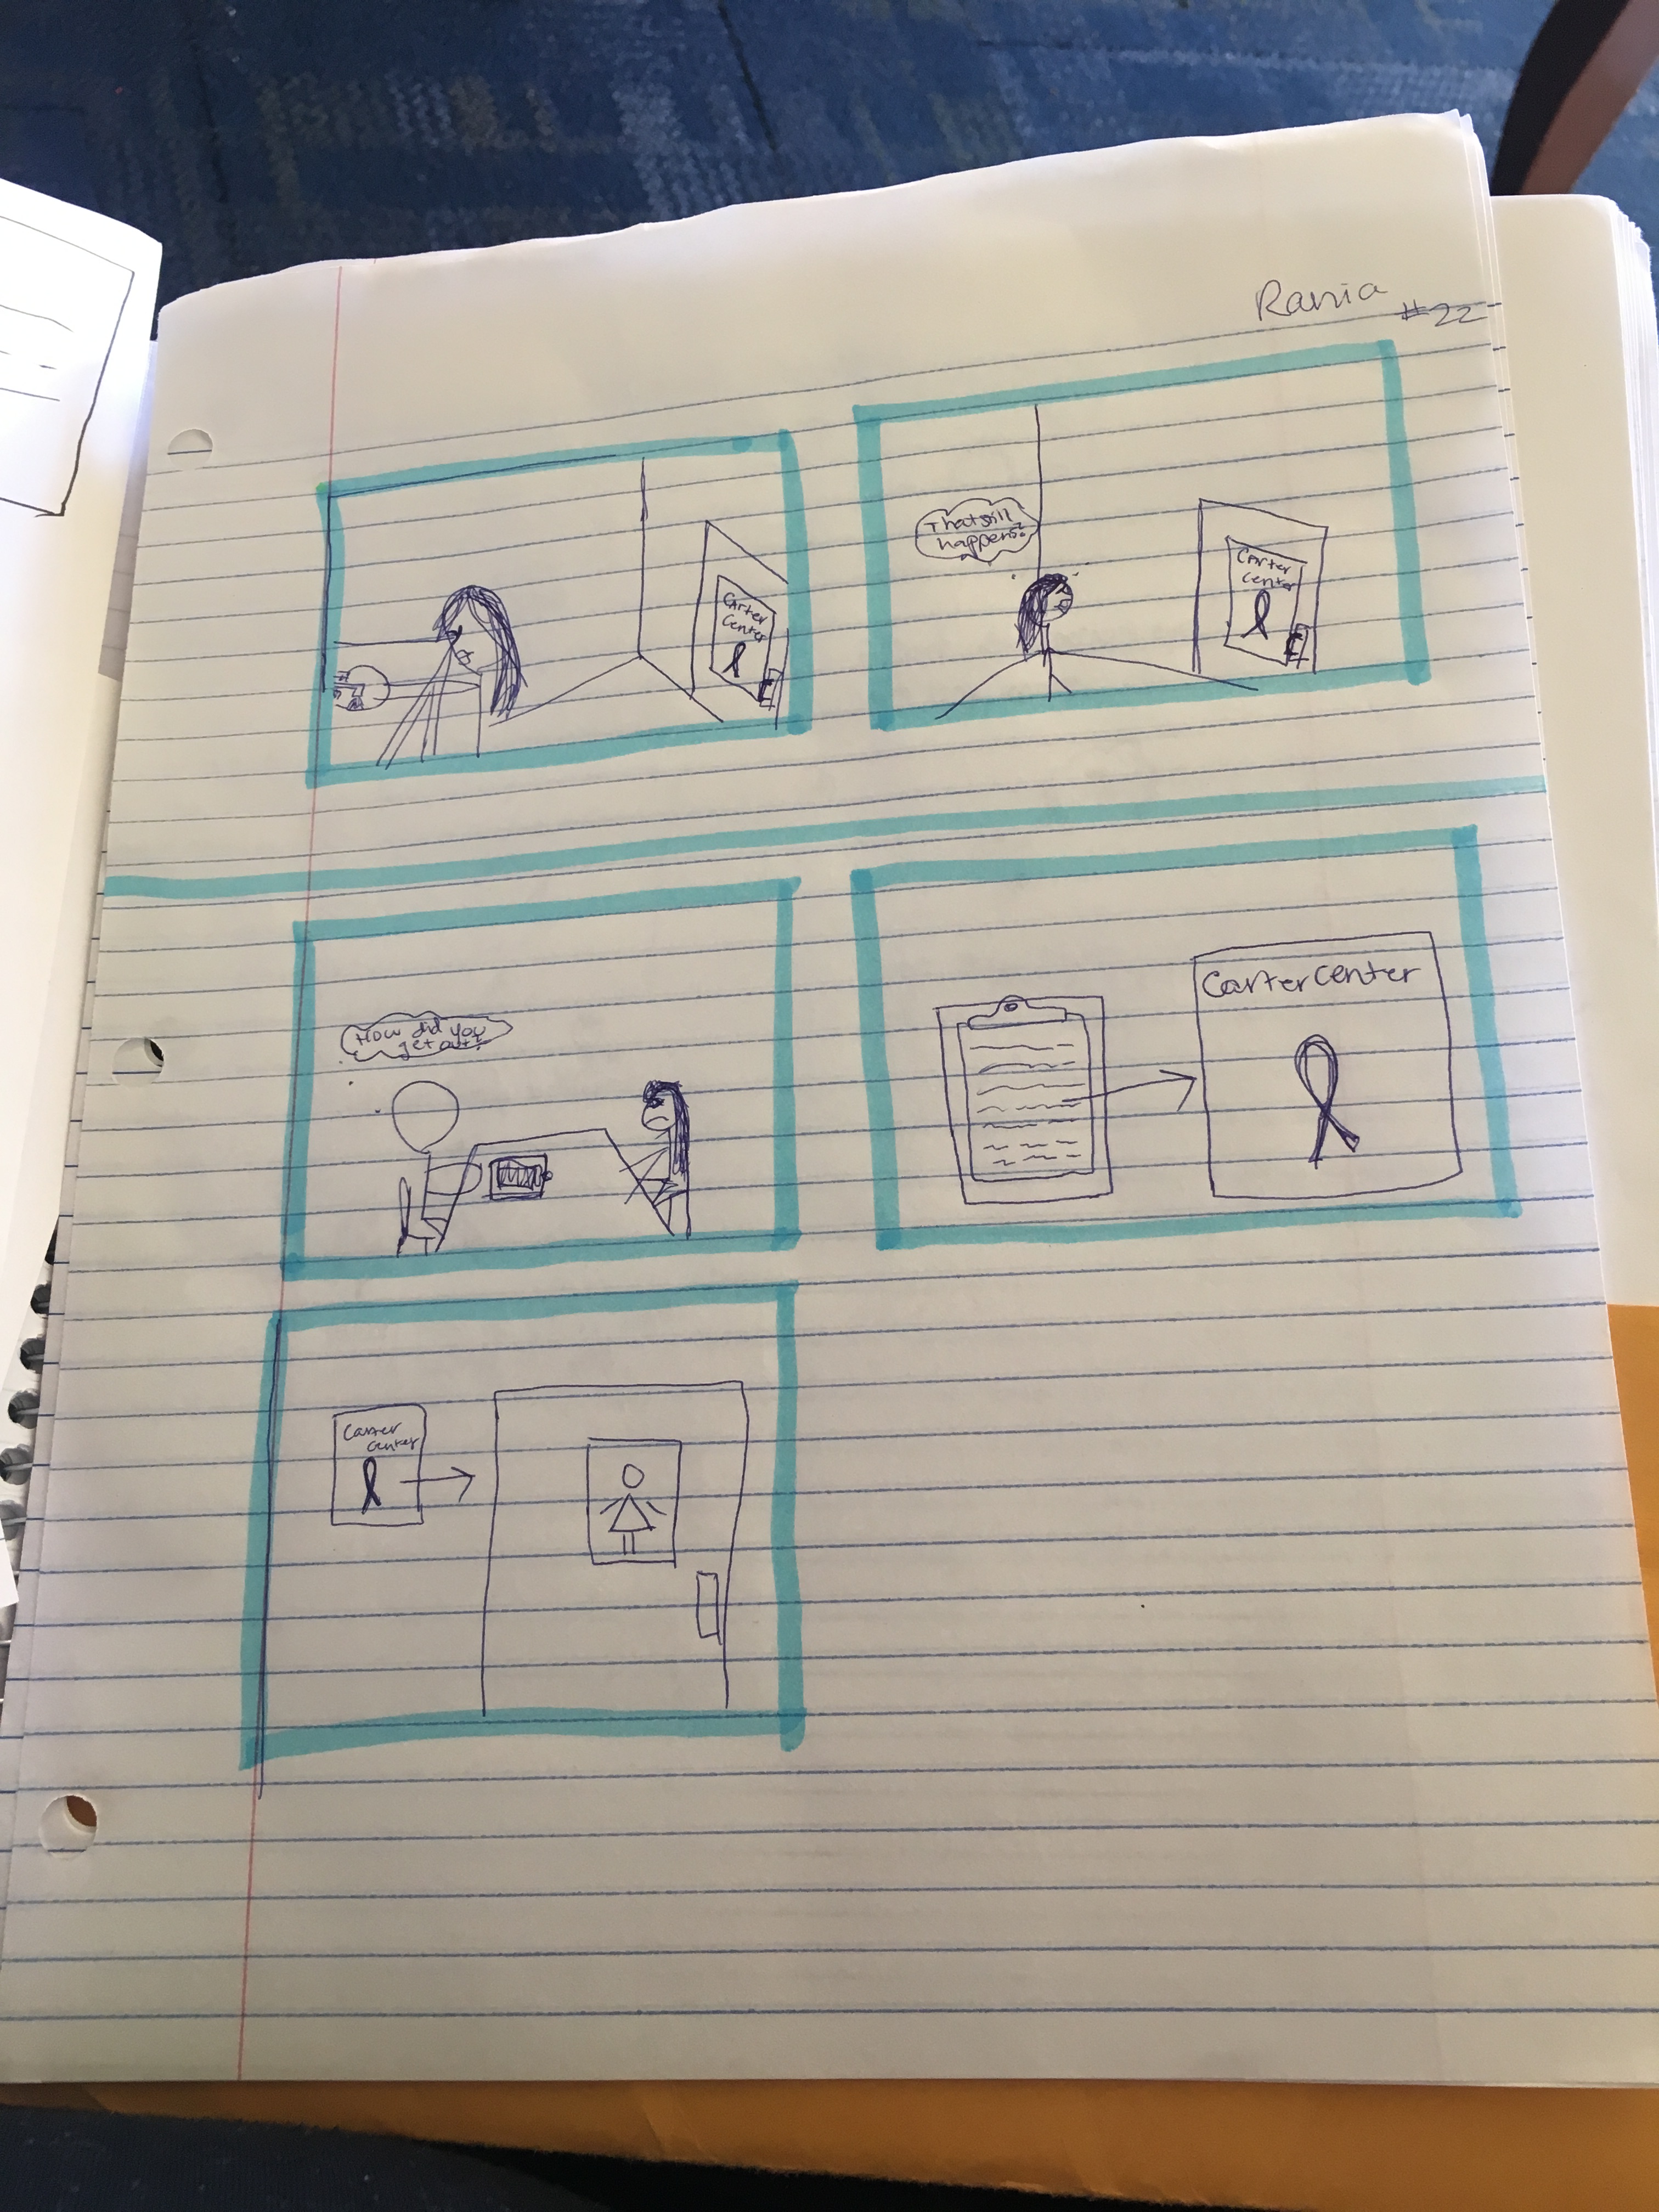 Rania
#22
Carter
Center
That still
happens?
Carter
center
How did you
get out?
Carter center
Carter
center